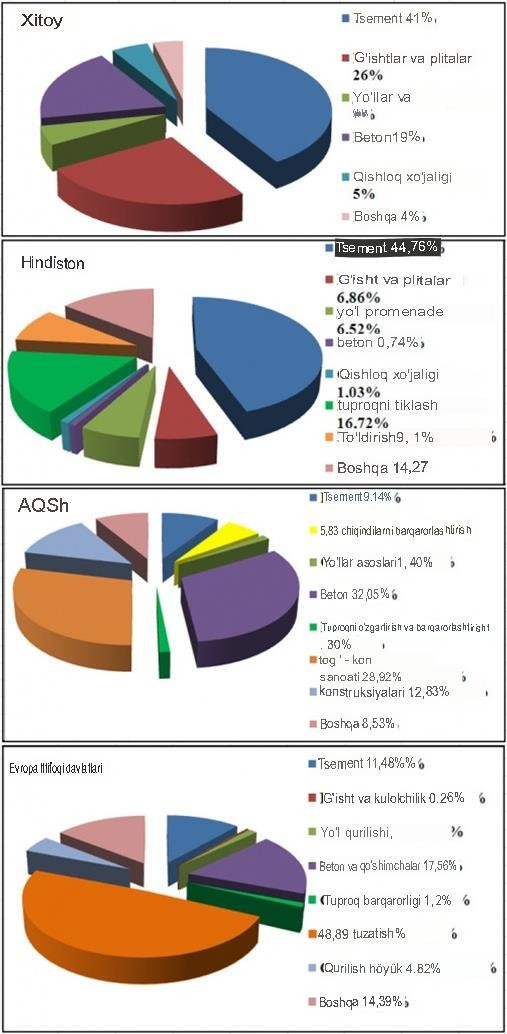 Xitoy
Tsement 41%
G'ishtlar va plitalar
26%
Yo'llar va
Beton19%
Qishloq xo'jaligi
5%
Boshqa 4%
Hindiston
Tsement 44,76%
G'isht va plitalar
6.86%
yo'l promenade
6.52%
beton 0,74%
Qishloq xo'jaligi
1.03%
tuproqni tiklash
16.72%
To'ldirish9, 1%
Boshqa 14,27
AQSh
Tsement9.14%
5,83 chiqindilarni barqarorlashtirish
Yo'llar asoslari1, 40%
Beton 32,05%
Tuproqni o'zgartirish va barqarorlashtirish1
. 30%
tog ' - kon
sanoati 28,92%
konstruksiyalari 12,83%
Boshqa 8,53%
Evropa Ittifoqi davlatlari
Tsement 11,48%%
G'isht va kulolchilik 0.26%
Yo'l qurilishi, %
Beton va qo'shimchalar 17,56%
Tuproq barqarorligi 1,2%
48,89 tuzatish%
Qurilish höyük 4.82%
Boshqa 14,39%